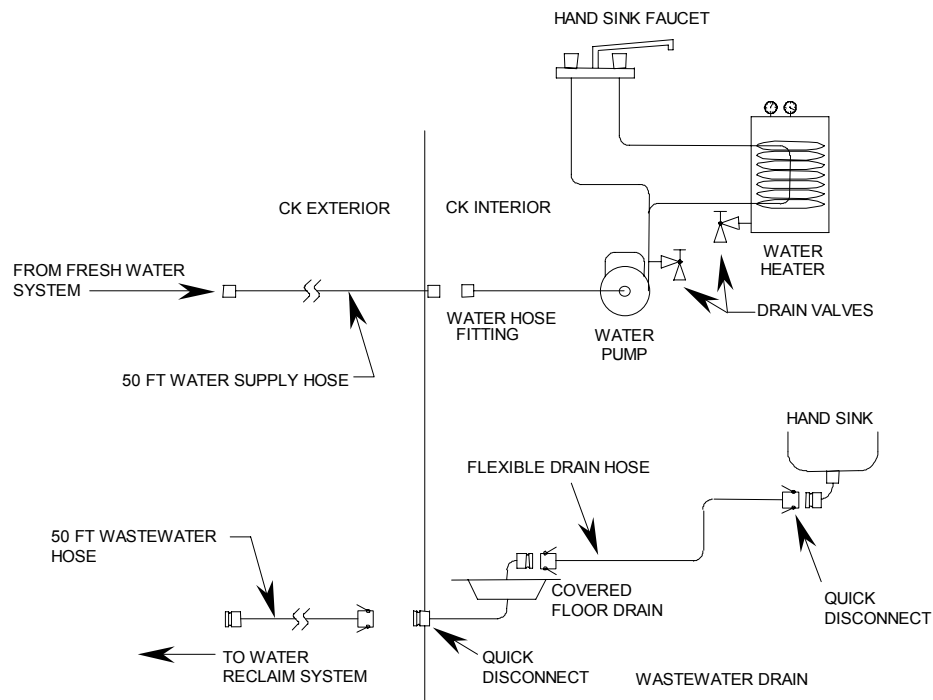 HAND SINK FAUCET
CK EXTERIOR
CK INTERIOR
FROM FRESH WATER
SYSTEM
WATER HOSE
FITTING
WATER
PUMP
WATER
HEATER
DRAIN VALVES
50 FT WATER SUPPLY HOSE
HAND SINK
FLEXIBLE DRAIN HOSE
50 FT WASTEWATER
HOSE
COVERED
FLOOR DRAIN
QUICK
DISCONNECT
TO WATER
RECLAIM SYSTEM
QUICK
DISCONNECT
WASTEWATER DRAIN